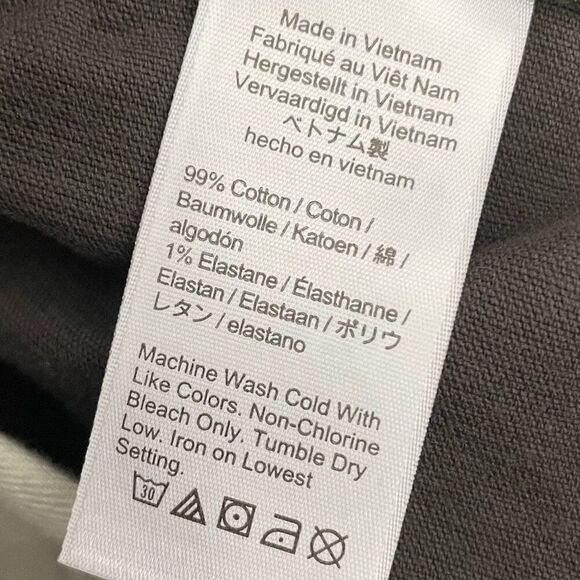 Made in Vietnam
Fabriqué au Viêt Nam
Hergestellt in Vietnam
Vervaardigd in Vietnam
ベトナム製
hecho en vietnam
99% Cotton / Coton /
Baumwolle / Katoen / 綿 /
algodón
1% Elastane / Élasthanne /
Elastan / Elastaan / ポリウ
レタン / elastano
Machine Wash Cold With
Like Colors. Non-Chlorine
Bleach Only. Tumble Dry
Low. Iron on Lowest
Setting.
30